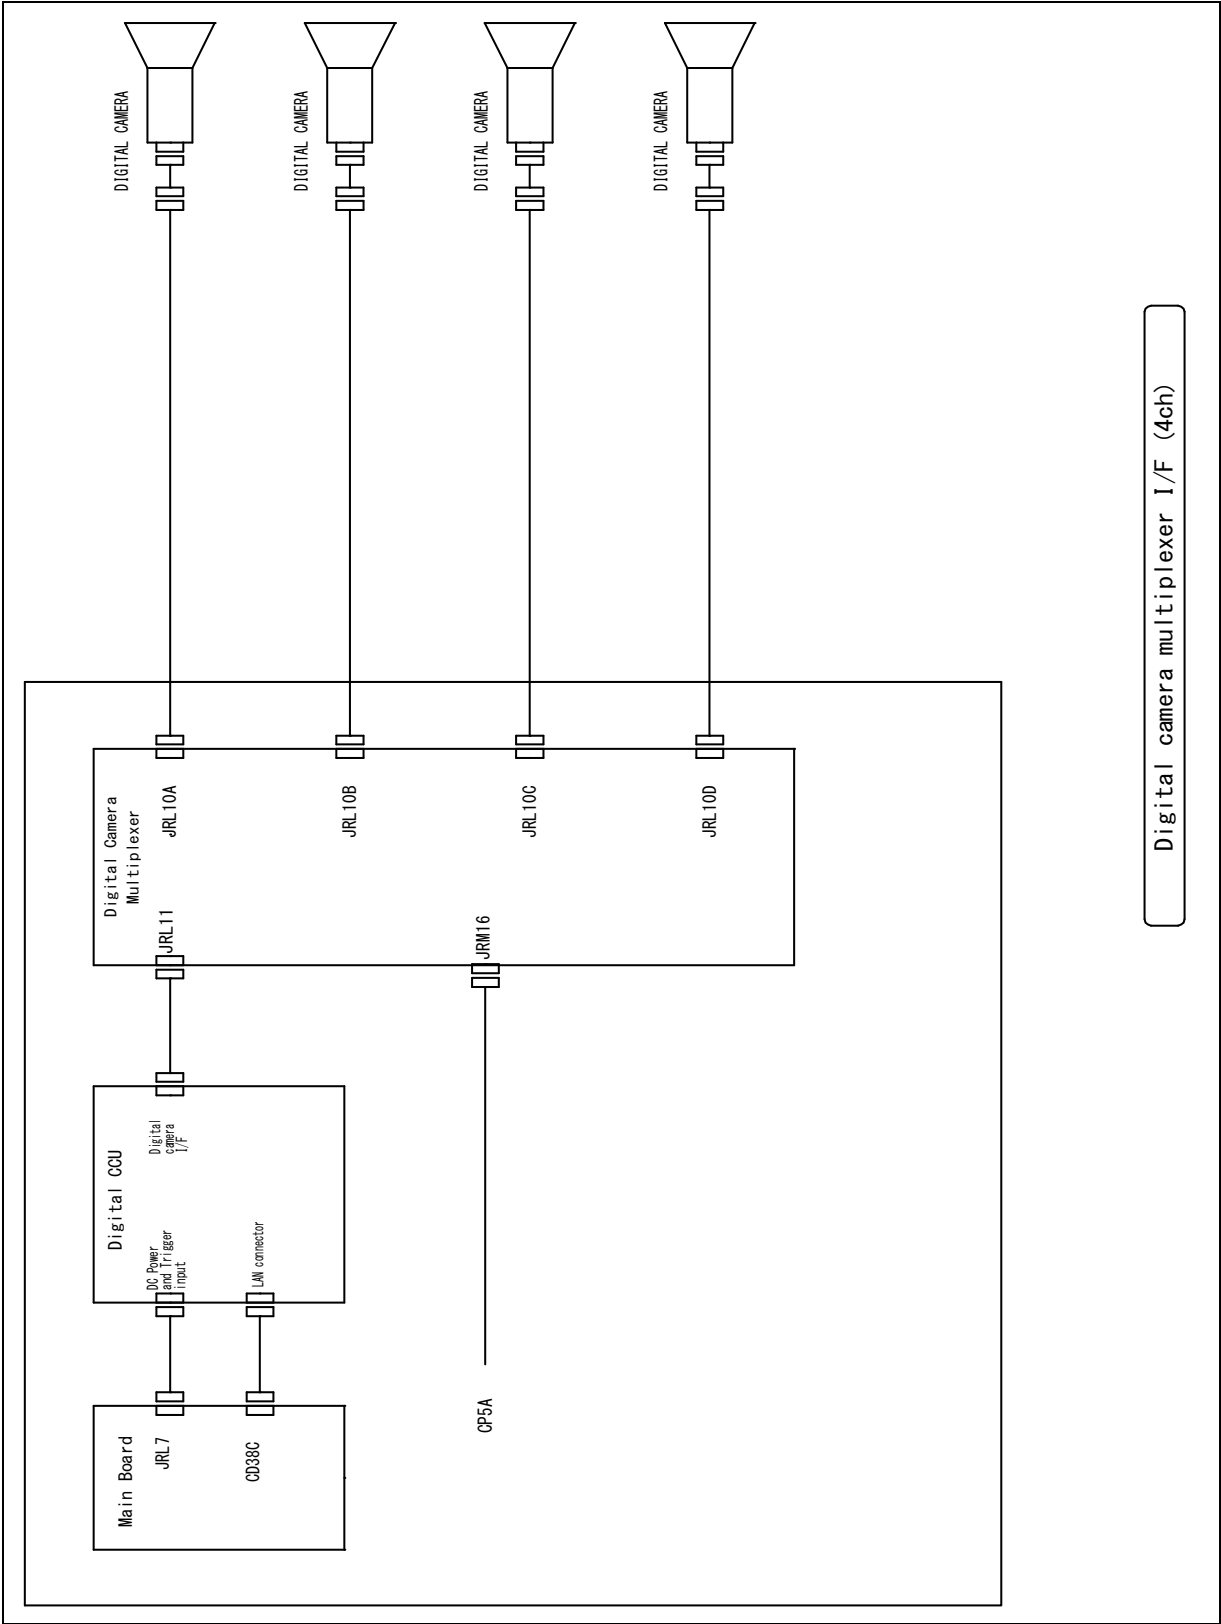 DIGITAL CAMERA
DIGITAL CAMERA
DIGITAL CAMERA
DIGITAL CAMERA
Digital Camera
Multiplexer
JRL10A
JRL10B
JRL10C
JRL10D
JRL11
JRM16
Digital CCU
Digital
camera
I/F
DC Power
and Trigger
input
LAN connector
Main Board
JRL7
CD38C
CP5A
Digital camera multiplexer I/F (4ch)